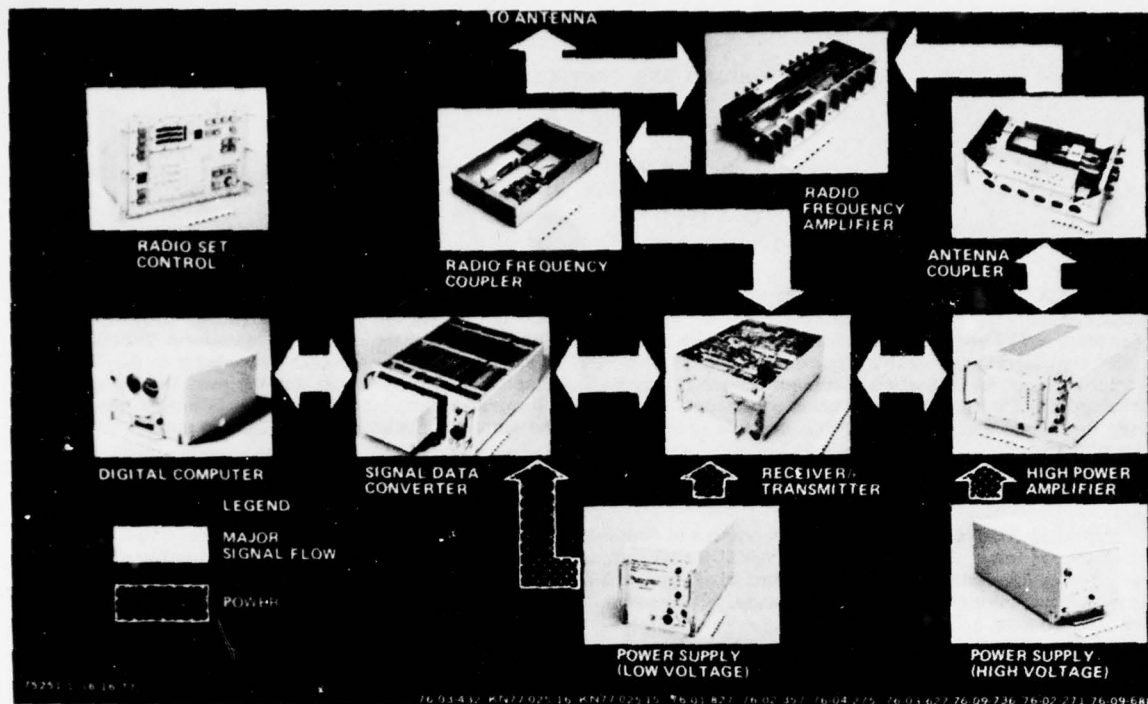 TO ANTENNA
RADIO SET
CONTROL
RADIO FREQUENCY
COUPLER
RADIO
FREQUENCY
AMPLIFIER
ANTENNA
COUPLER
DIGITAL COMPUTER
SIGNAL DATA
CONVERTER
RECEIVER/
TRANSMITTER
HIGH POWER
AMPLIFIER
LEGEND
MAJOR
SIGNAL FLOW
POWER
POWER SUPPLY
(LOW VOLTAGE)
POWER SUPPLY
(HIGH VOLTAGE)